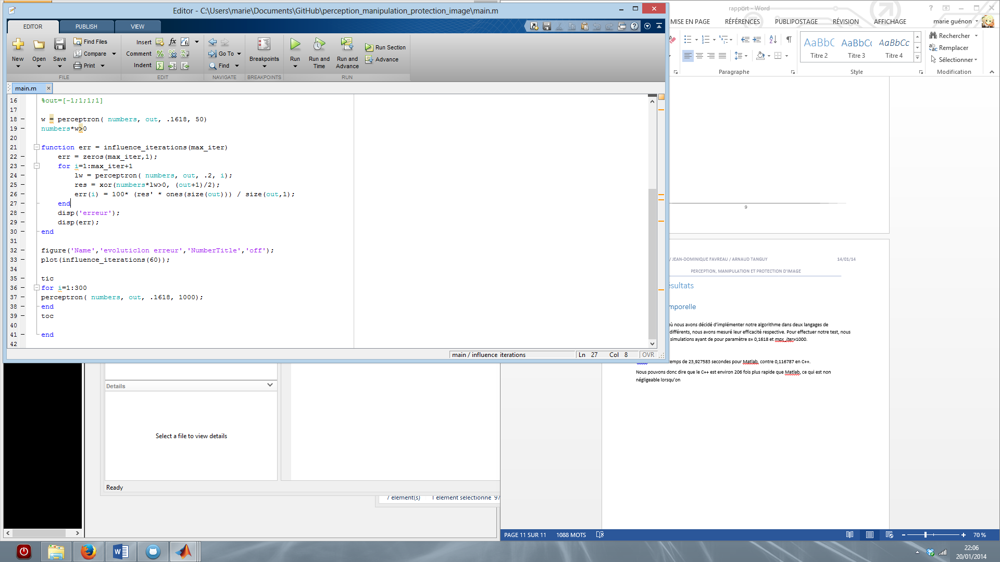 Editor - C:\Users\marie\Documents\GitHub\perception_manipulation_protection_image\main.m
EDITOR
PUBLISH
VIEW
New
Open
Save
Find Files
Compare
Print
Insert
Comment
Indent
fx
Go To
Find
Breakpoints
Run
Run and Time
Run and Advance
Run Section
Advance
FILE
EDIT
NAVIGATE
BREAKPOINTS
RUN
main.m
16 %out=[-1;1;1;1]
17
18 w = perceptron( numbers, out, .1618, 50)
19 numbers*w>0
20
21 function err = influence_iterations(max_iter)
22 err = zeros(max_iter,1);
23 for i=1:max_iter+1
24 lw = perceptron( numbers, out, .2, i);
25 res = xor(numbers*lw>0, (out+1)/2);
26 err(i) = 100* (res' * ones(size(out))) / size(out,1);
27 end
28 disp('erreur');
29 disp(err);
30 end
31
32 figure('Name','evoluticlon erreur','NumberTitle','off');
33 plot(influence_iterations(60));
34
35 tic
36 for i=1:300
37 perceptron( numbers, out, .1618, 1000);
38 end
39 toc
40
41 end
42
main / influence iterations
Ln 27 Col 8
OVR
Details
Select a file to view details
Ready
7 élément(s) 1 élément sélectionné 97
rapport - Word
MISE EN PAGE
RÉFÉRENCES
PUBLIPOSTAGE
RÉVISION
AFFICHAGE
marie guénon
AaBbC
Titre 2
AaBbCc
Titre 3
AaBbCc
Titre 4
Rechercher
Remplacer
Sélectionner
Paragraphe
Style
Modification
9
/ JEAN-DOMINIQUE FAVREAU / ARNAUD TANGUY
14/01/14
PERCEPTION, MANIPULATION ET PROTECTION D'IMAGE
sultats
mporelle
où nous avons décidé d'implémenter notre algorithme dans deux langages de
différents, nous avons mesuré leur efficacité respective. Pour effectuer notre test, nous
simulations ayant de pour paramètre ε= 0,1618 et max_iter=1000.
temps de 23,927583 secondes pour Matlab, contre 0,116787 en C++.
Nous pouvons donc dire que le C++ est environ 206 fois plus rapide que Matlab, ce qui est non
négligeable lorsqu'on
PAGE 11 SUR 11
1088 MOTS
70 %
22:06
20/01/2014